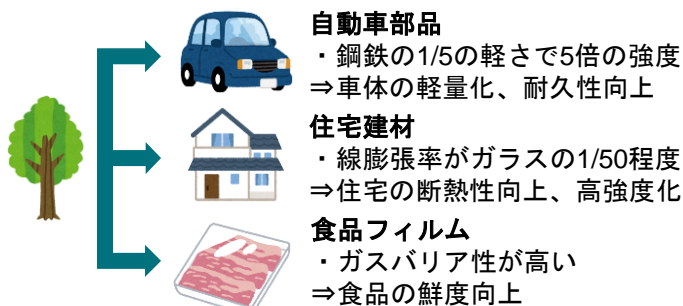 自動車部品
・鋼鉄の1/5の軽さで5倍の強度
⇒車体の軽量化、耐久性向上
住宅建材
・線膨張率がガラスの1/50程度
⇒住宅の断熱性向上、高強度化
食品フィルム
・ガスバリア性が高い
⇒食品の鮮度向上